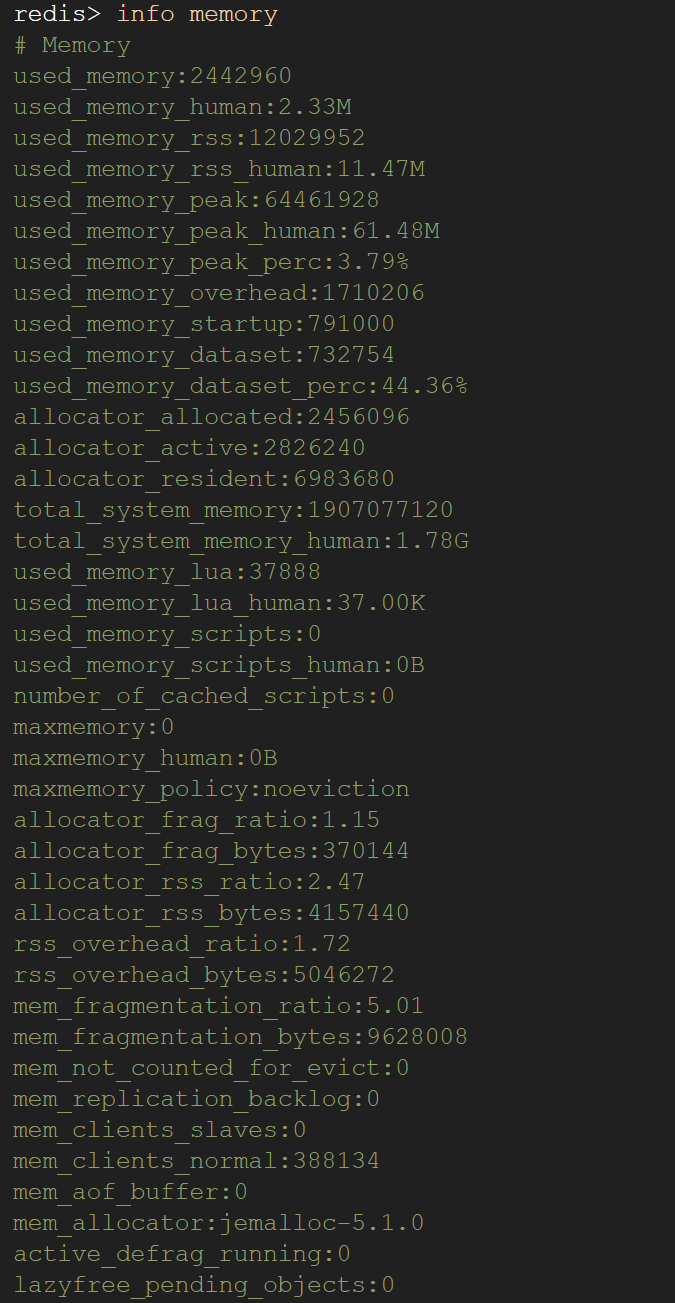 redis> info memory
# Memory
used_memory:2442960
used_memory_human:2.33M
used_memory_rss:12029952
used_memory_rss_human:11.47M
used_memory_peak:64461928
used_memory_peak_human:61.48M
used_memory_peak_perc:3.79%
used_memory_overhead:1710206
used_memory_startup:791000
used_memory_dataset:732754
used_memory_dataset_perc:44.36%
allocator_allocated:2456096
allocator_active:2826240
allocator_resident:6983680
total_system_memory:1907077120
total_system_memory_human:1.78G
used_memory_lua:37888
used_memory_lua_human:37.00K
used_memory_scripts:0
used_memory_scripts_human:0B
number_of_cached_scripts:0
maxmemory:0
maxmemory_human:0B
maxmemory_policy:noeviction
allocator_frag_ratio:1.15
allocator_frag_bytes:370144
allocator_rss_ratio:2.47
allocator_rss_bytes:4157440
rss_overhead_ratio:1.72
rss_overhead_bytes:5046272
mem_fragmentation_ratio:5.01
mem_fragmentation_bytes:9628008
mem_not_counted_for_evict:0
mem_replication_backlog:0
mem_clients_slaves:0
mem_clients_normal:388134
mem_aof_buffer:0
mem_allocator:jemalloc-5.1.0
active_defrag_running:0
lazyfree_pending_objects:0